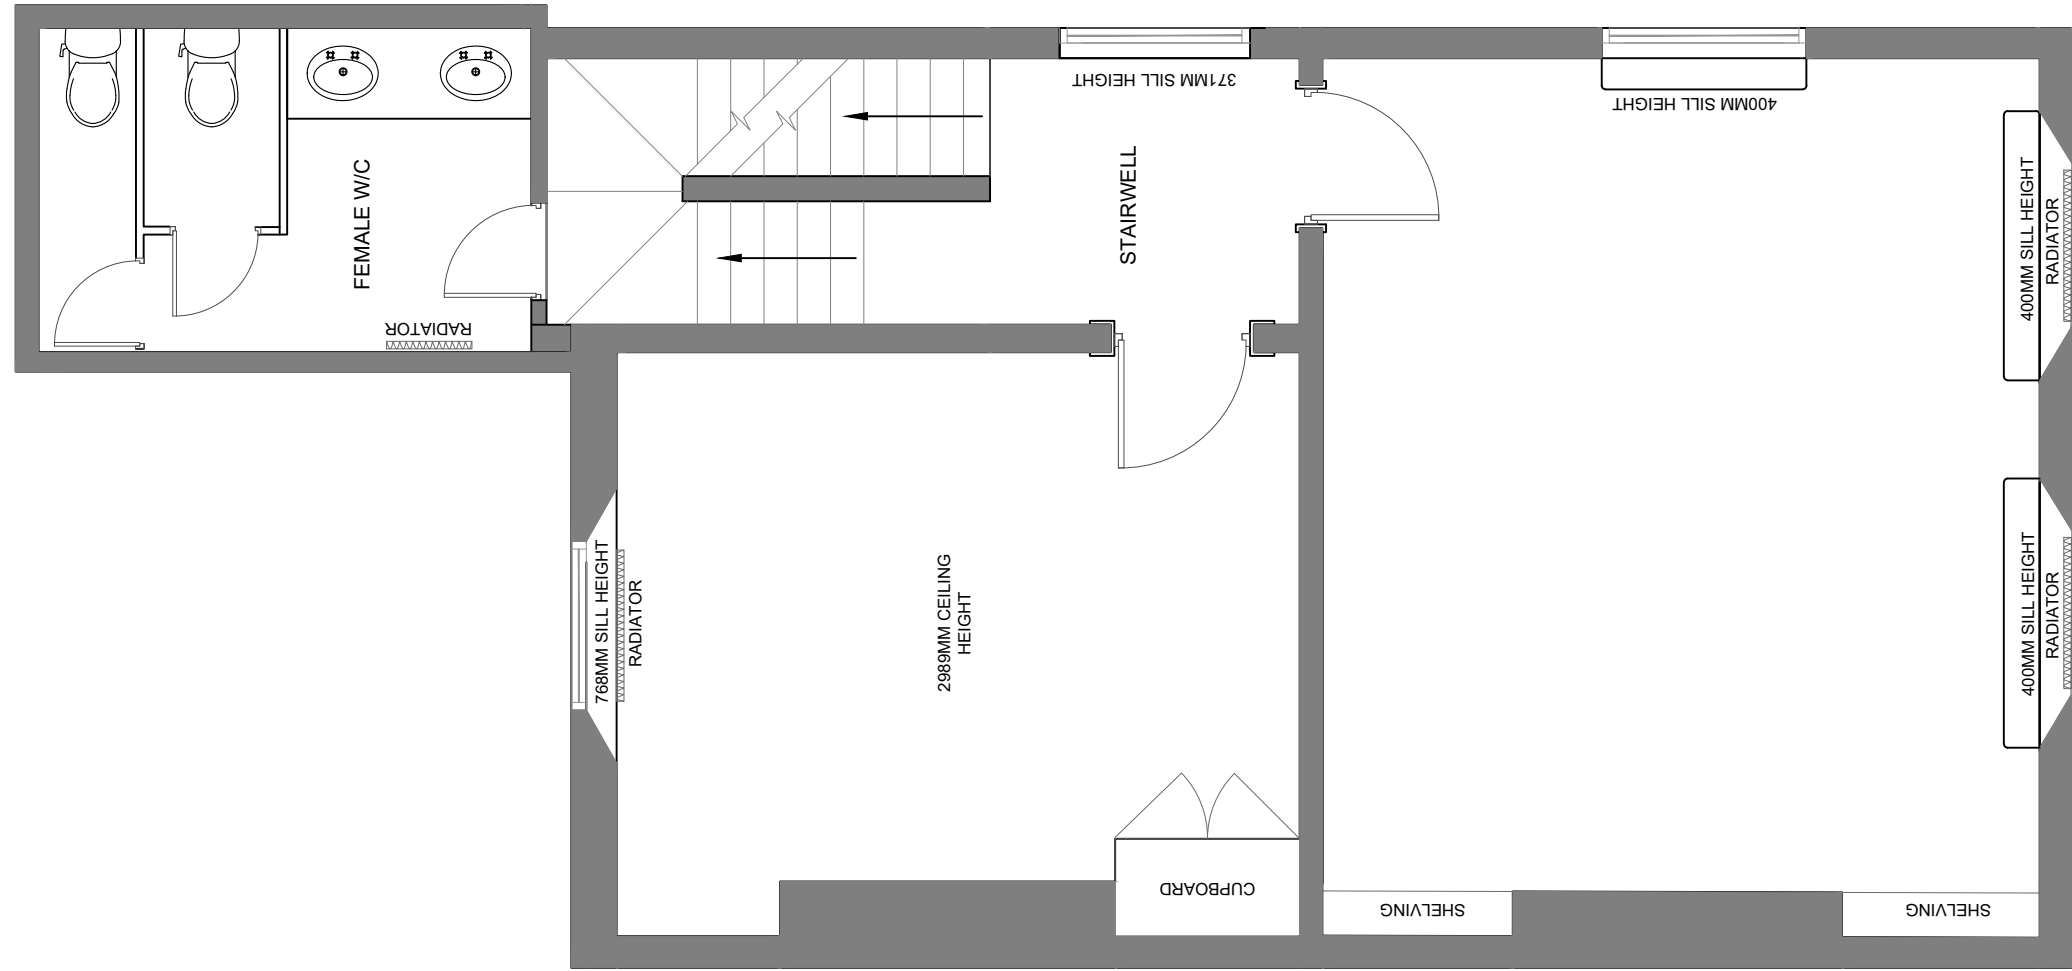 371MM SILL HEIGHT
400MM SILL HEIGHT
FEMALE W/C
STAIRWELL
400MM SILL HEIGHT
RADIATOR
RADIATOR
768MM SILL HEIGHT
RADIATOR
2989MM CEILING
HEIGHT
400MM SILL HEIGHT
RADIATOR
CUPBOARD
SHELVING
SHELVING